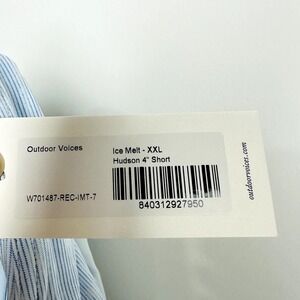 Outdoor Voices
Ice Melt - XXL
Hudson 4" Short
W701487-REC-IMT-7
840312927950
outdoorvoices.com